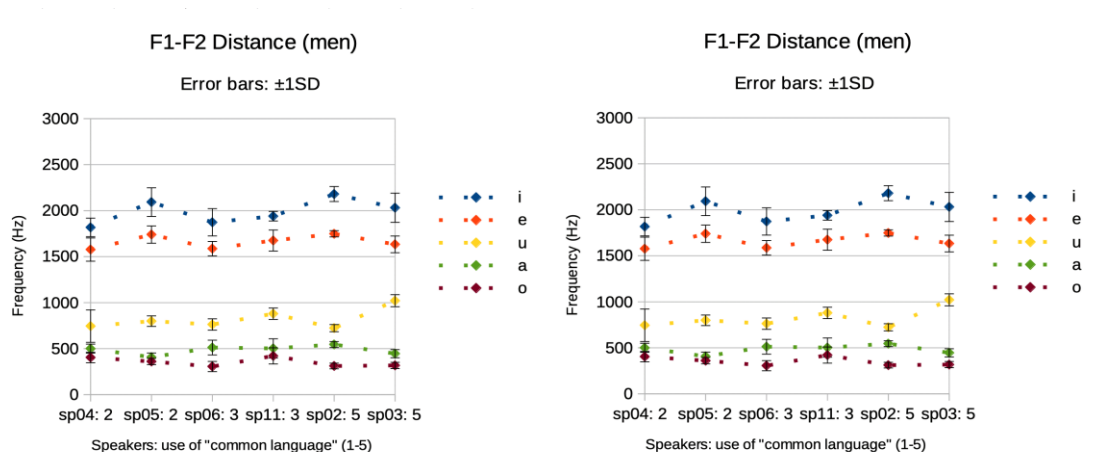 F1-F2 Distance (men)
Error bars: ±1SD
3000
2500
2000
1500
1000
500
0
Frequency (Hz)
sp04: 2 sp05: 2 sp06: 3 sp11: 3 sp02: 5 sp03: 5
Speakers: use of "common language" (1-5)
i
e
u
a
o
F1-F2 Distance (men)
Error bars: ±1SD
3000
2500
2000
1500
1000
500
0
Frequency (Hz)
sp04: 2 sp05: 2 sp06: 3 sp11: 3 sp02: 5 sp03: 5
Speakers: use of "common language" (1-5)
i
e
u
a
o